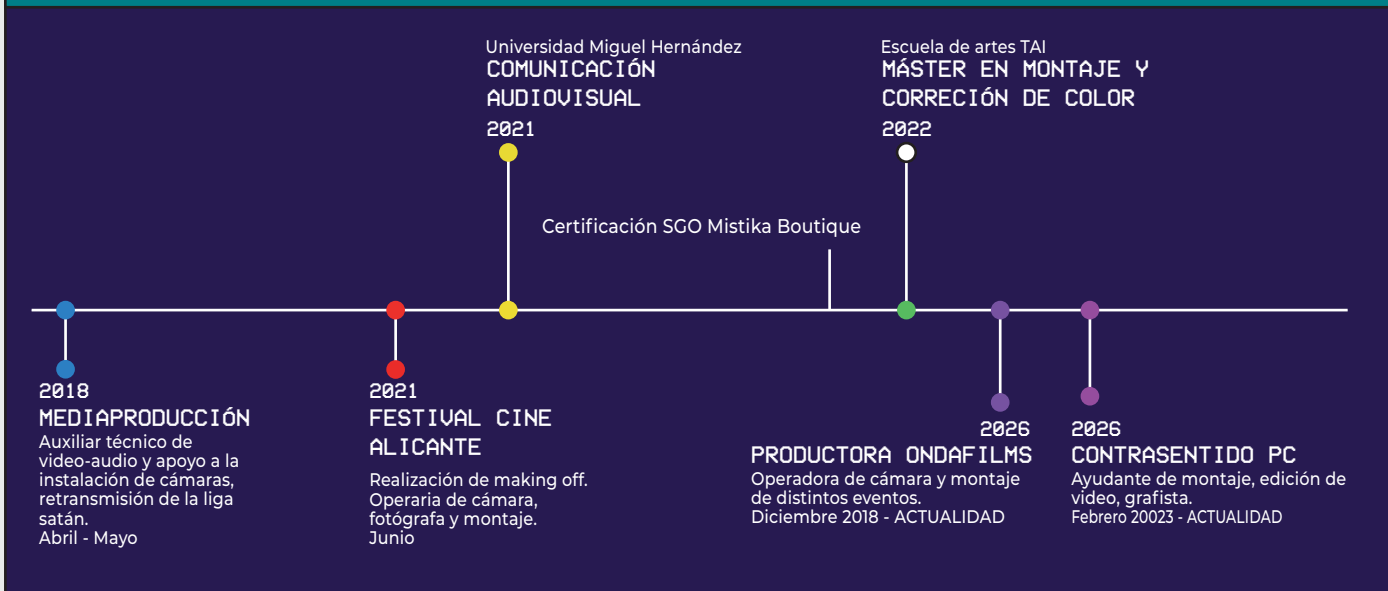 Universidad Miguel Hernández
COMUNICACIÓN
AUDIOVISUAL
2021
Escuela de artes TAI
MÁSTER EN MONTAJE Y
CORRECIÓN DE COLOR
2022
Certificación SGO Mistika Boutique
2018
MEDIAPRODUCCIÓN
Auxiliar técnico de
video-audio y apoyo a la
instalación de cámaras,
retransmisión de la liga
satán.
Abril - Mayo
2021
FESTIVAL CINE
ALICANTE
Realización de making off.
Operaria de cámara,
fotógrafa y montaje.
Junio
2026
PRODUCTORA ONDAFILMS
Operadora de cámara y montaje
de distintos eventos.
Diciembre 2018 - ACTUALIDAD
2026
CONTRASENTIDO PC
Ayudante de montaje, edición de
video, grafista.
Febrero 20023 - ACTUALIDAD